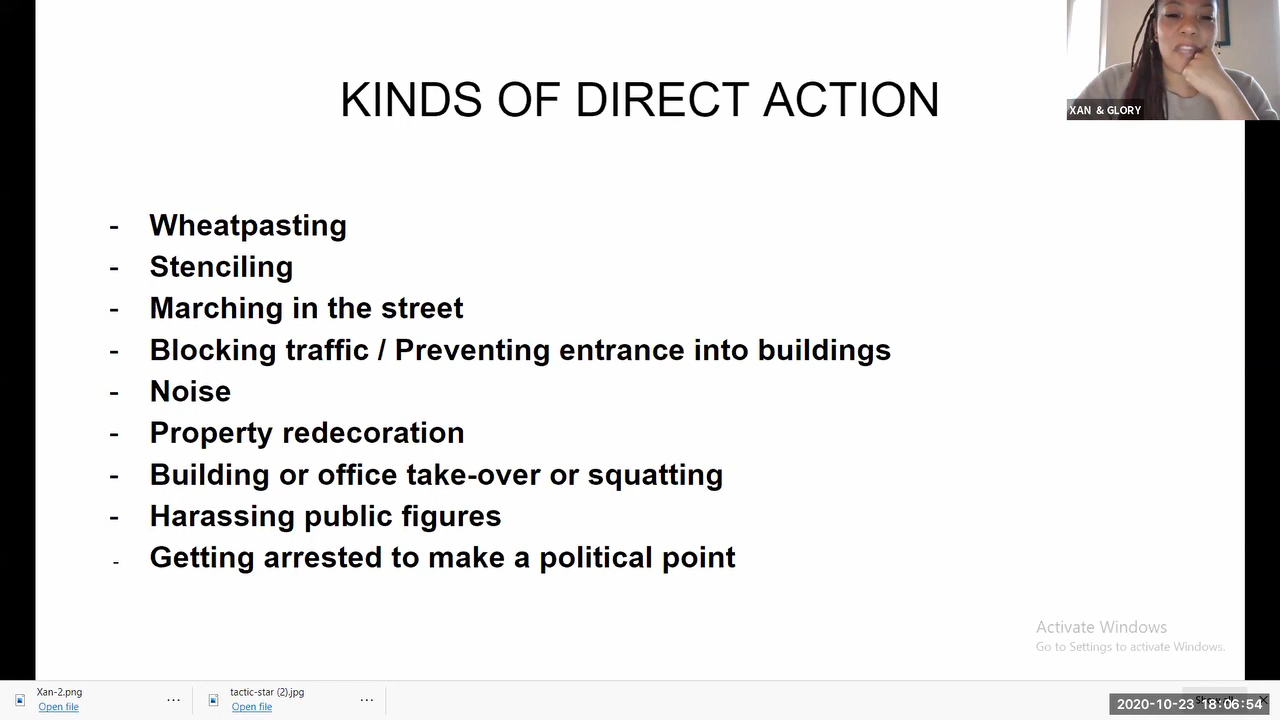 KINDS OF DIRECT ACTION
XAN & GLORY
- Wheatpasting
- Stenciling
- Marching in the street
- Blocking traffic / Preventing entrance into buildings
- Noise
- Property redecoration
- Building or office take-over or squatting
- Harassing public figures
- Getting arrested to make a political point
Activate Windows
Go to Settings to activate Windows.
Xan-2.png
Open file
tactic-star (2).jpg
Open file
2020-10-23 18:06:54